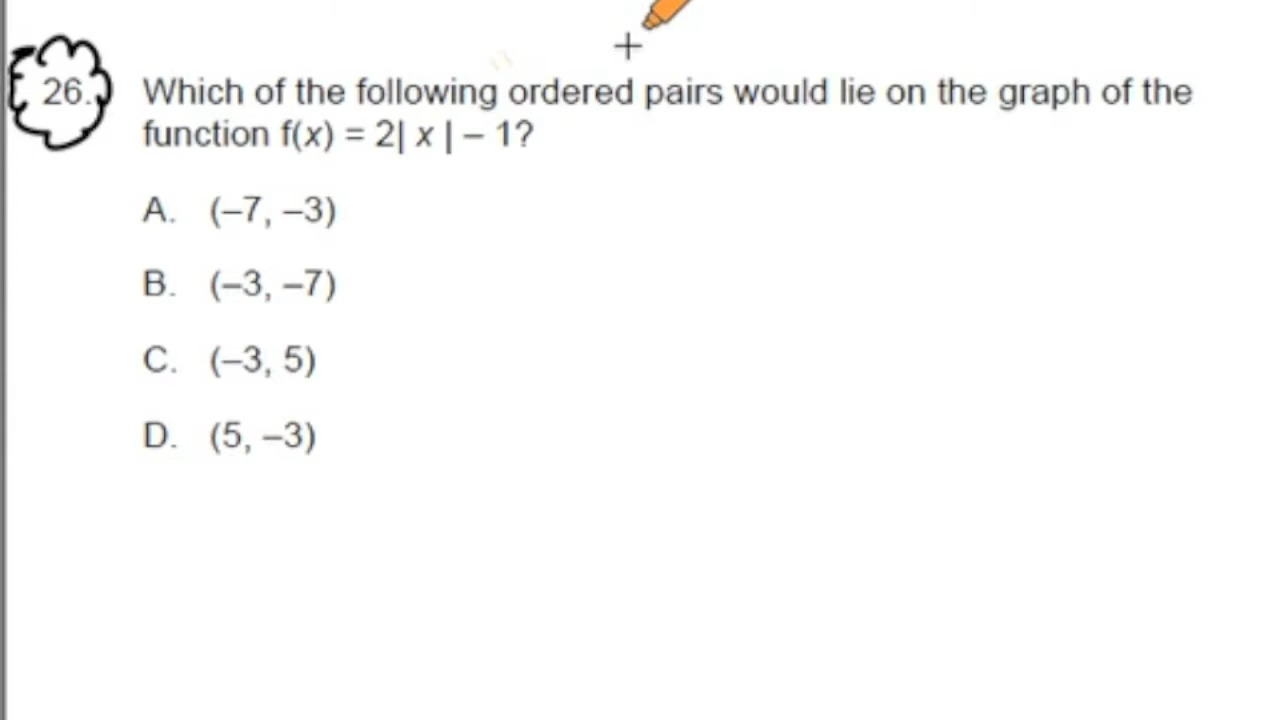 26. Which of the following ordered pairs would lie on the graph of the
function f(x) = 2| x | – 1?
A. (–7, –3)
B. (–3, –7)
C. (–3, 5)
D. (5, –3)